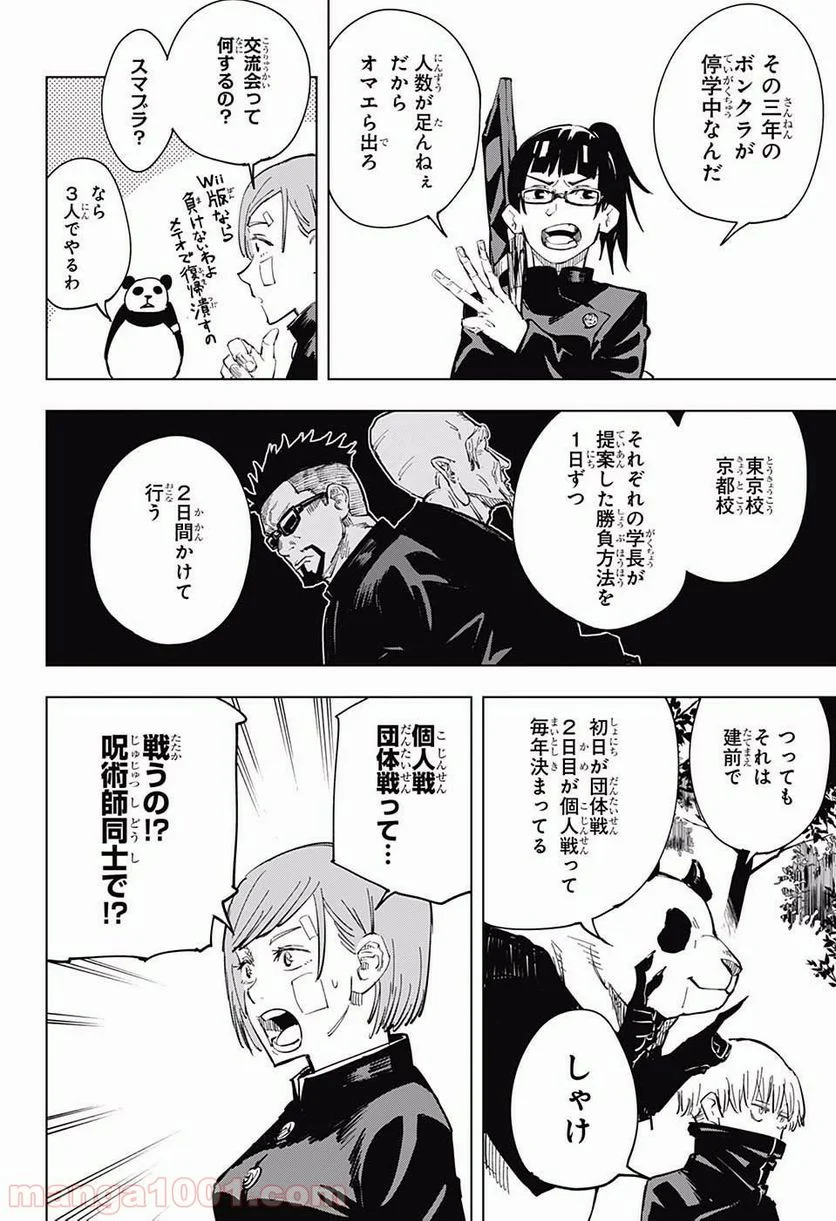 その三年の
ボンクラが
停学中なんだ
人数が足んねぇ
だから
オマエら出ろ
交流会って
何するの?
スマブラ?
Wii版なら
負けないわよ
メテオで復帰潰すの
なら
3人でやるわ
東京校
京都校
それぞれの学長が
提案した勝負方法を
1日ずつ
2日間かけて
行う
つっても
それは
建前で
初日が団体戦
2日目が個人戦って
毎年決まってる
しゃけ
個人戦
団体戦って…
戦うの!?
呪術師同士で!?
manga1001.com